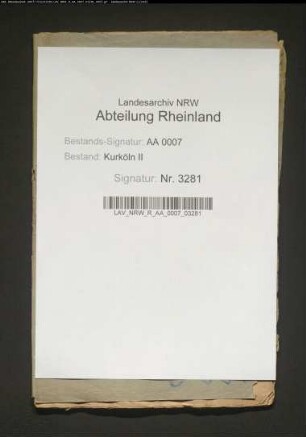 Landesarchiv NRW
Abteilung Rheinland
Bestands-Signatur: AA 0007
Bestand: Kurköln II
Signatur: Nr. 3281
LAV_NRW_R_AA_0007_03281